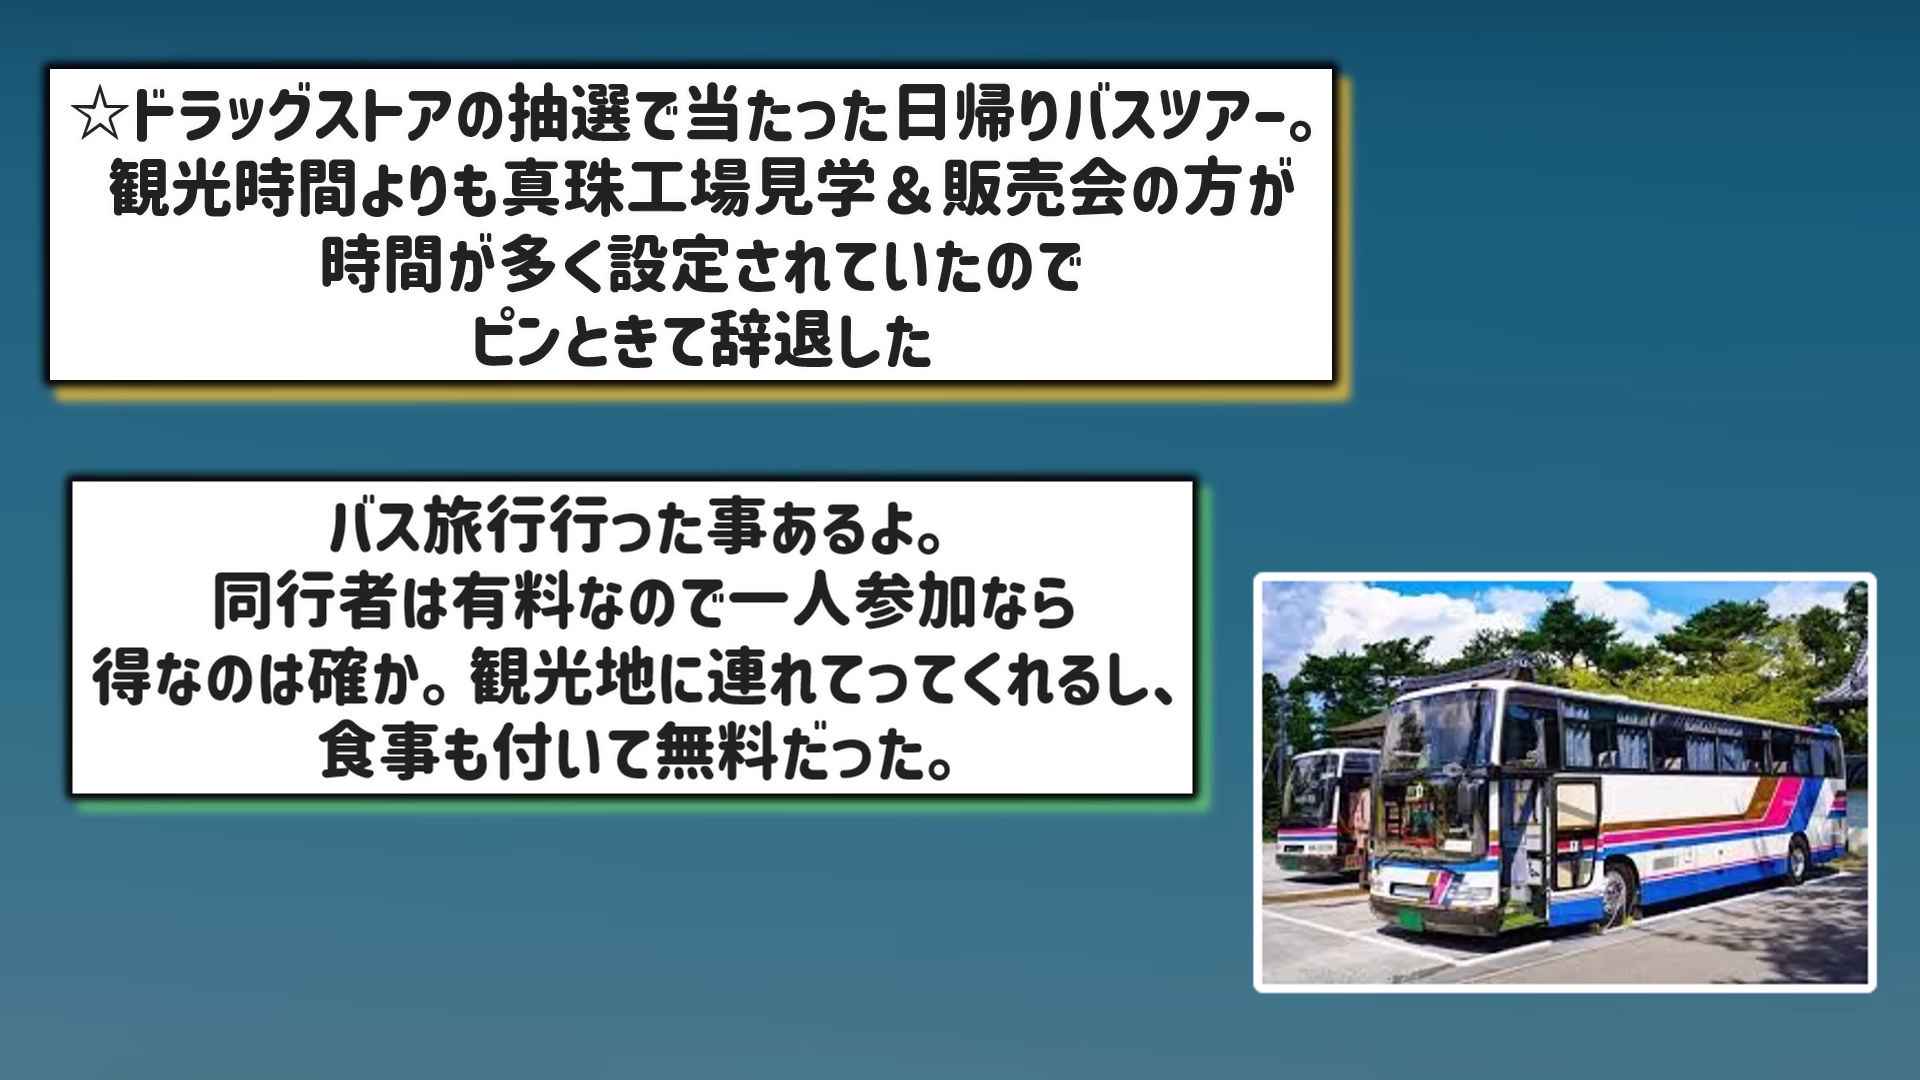 ☆ドラッグストアの抽選で当たった日帰りバスツアー。
観光時間よりも真珠工場見学＆販売会の方が
時間が多く設定されていたので
ピンときて辞退した
バス旅行行った事あるよ。
同行者は有料なので一人参加なら
得なのは確か。観光地に連れてってくれるし、
食事も付いて無料だった。